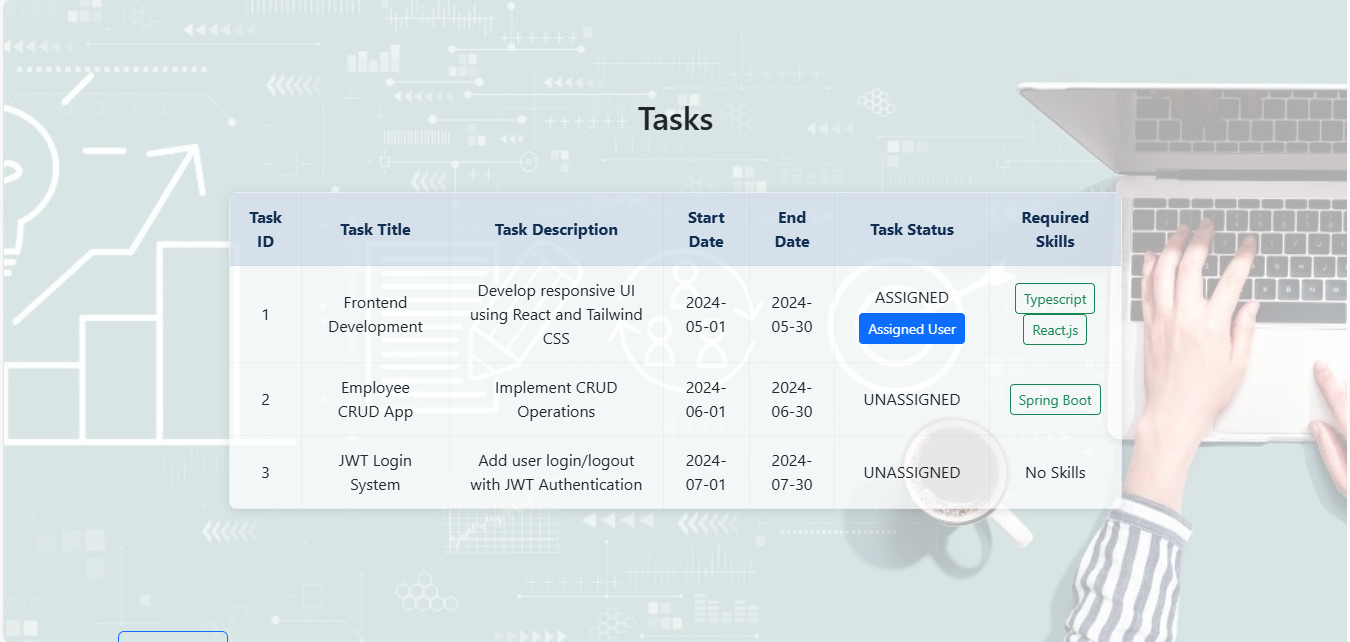 Tasks
Task ID
Task Title
Task Description
Start Date
End Date
Task Status
Required Skills
1
Frontend Development
Develop responsive UI using React and Tailwind CSS
2024-05-01
2024-05-30
ASSIGNED
Assigned User
Typescript
React.js
2
Employee CRUD App
Implement CRUD Operations
2024-06-01
2024-06-30
UNASSIGNED
Spring Boot
3
JWT Login System
Add user login/logout with JWT Authentication
2024-07-01
2024-07-30
UNASSIGNED
No Skills